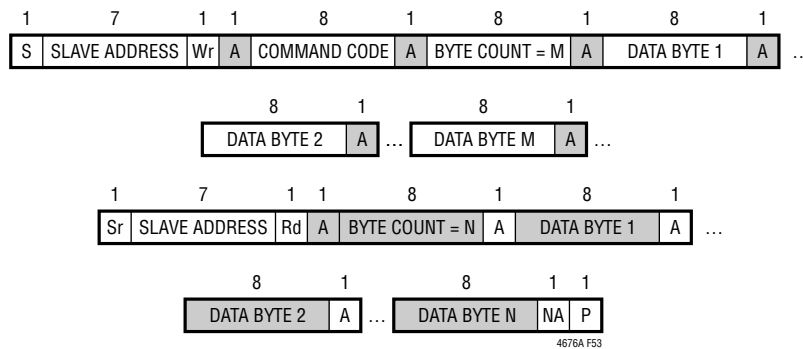 1 7 1 1 8 1 8 1 8 1
S SLAVE ADDRESS Wr A COMMAND CODE A BYTE COUNT = M A DATA BYTE 1 A …
8 1 8 1
DATA BYTE 2 A … DATA BYTE M A …
1 7 1 1 8 1 8 1
Sr SLAVE ADDRESS Rd A BYTE COUNT = N A DATA BYTE 1 A …
8 1 8 1 1
DATA BYTE 2 A … DATA BYTE N NA P
4676A F53